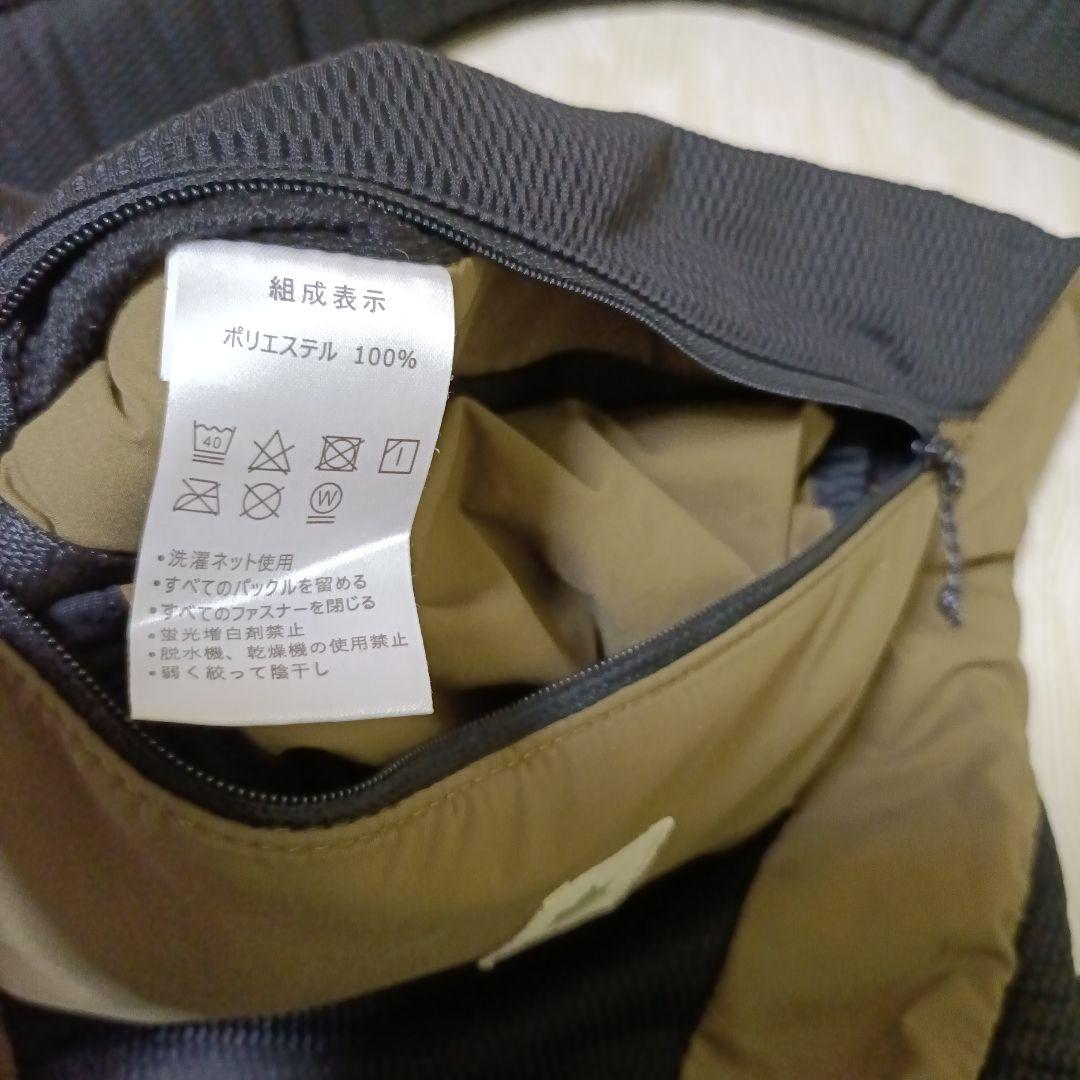 組成表示
ポリエステル 100%
40
W
・洗濯ネット使用
・すべてのバックルを留める
・すべてのファスナーを閉じる
・蛍光増白剤禁止
・脱水機、乾燥機の使用禁止
・弱く絞って陰干し